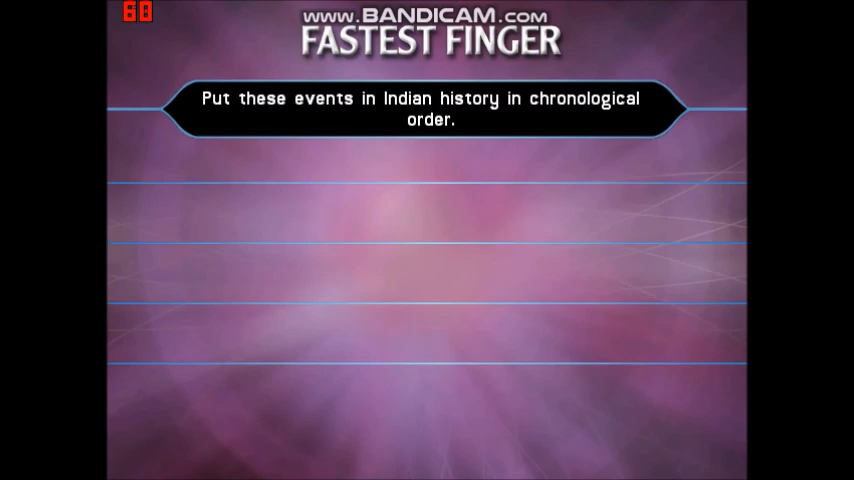 60
www.BANDICAM.com
FASTEST FINGER
Put these events in Indian history in chronological
order.